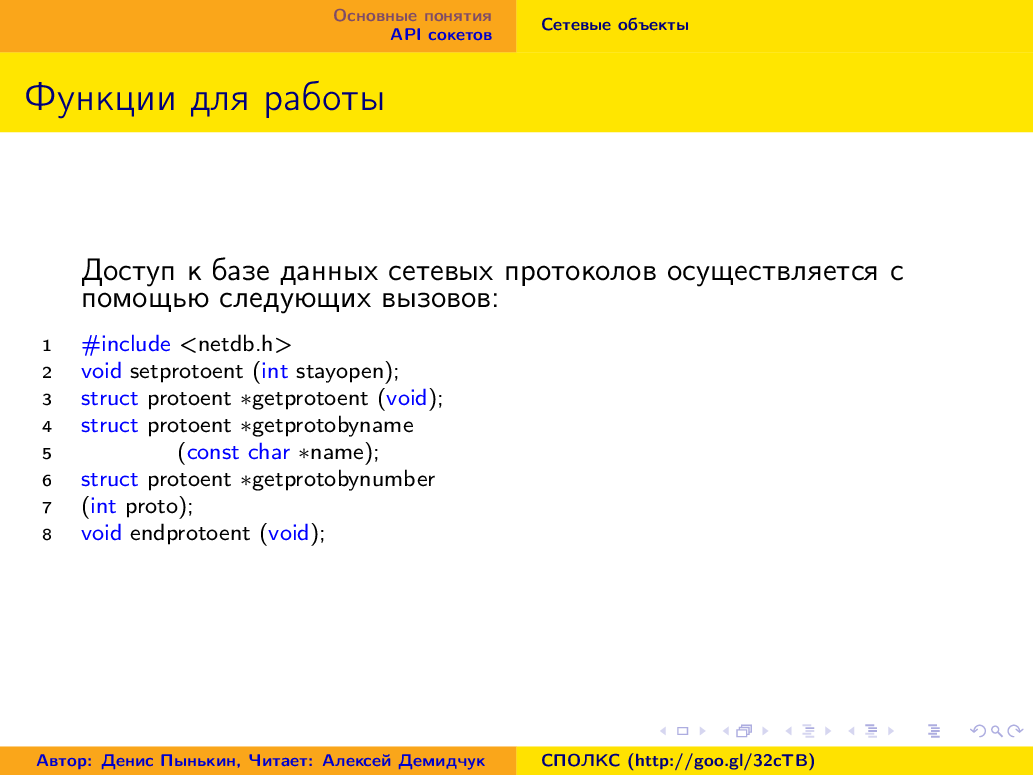 Основные понятия
API сокетов
Сетевые объекты
Функции для работы
Доступ к базе данных сетевых протоколов осуществляется с
помощью следующих вызовов:
1 #include <netdb.h>
2 void setprotoent (int stayopen);
3 struct protoent *getprotoent (void);
4 struct protoent *getprotobyname
5 (const char *name);
6 struct protoent *getprotobynumber
7 (int proto);
8 void endprotoent (void);
Автор: Денис Пынькин, Читает: Алексей Демидчук
СПОЛКС (http://goo.gl/32cTB)